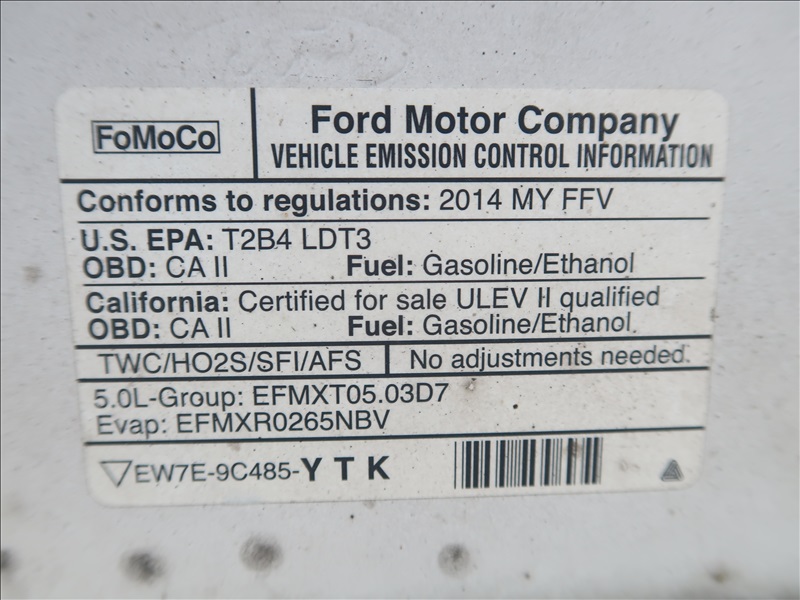 FoMoCo
Ford Motor Company
VEHICLE EMISSION CONTROL INFORMATION
Conforms to regulations: 2014 MY FFV
U.S. EPA: T2B4 LDT3
OBD: CA II Fuel: Gasoline/Ethanol
California: Certified for sale ULEV II qualified
OBD: CA II Fuel: Gasoline/Ethanol.
TWC/HO2S/SFI/AFS No adjustments needed.
5.0L-Group: EFMXT05.03D7
Evap: EFMXR0265NBV
EW7E-9C485-YTK